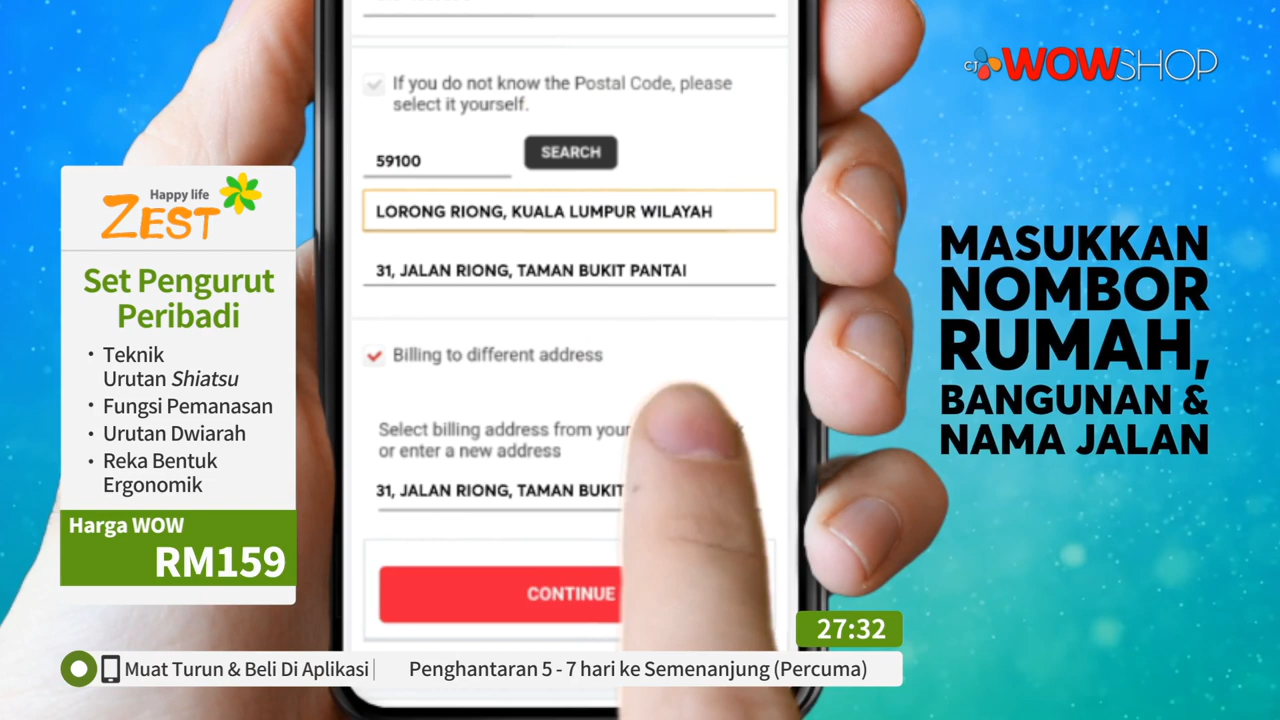 If you do not know the Postal Code, please
select it yourself.
59100
SEARCH
LORONG RIONG, KUALA LUMPUR WILAYAH
31, JALAN RIONG, TAMAN BUKIT PANTAI
Billing to different address
Select billing address from your
or enter a new address
31, JALAN RIONG, TAMAN BUKIT
CONTINUE
CJ WOWSHOP
MASUKKAN
NOMBOR
RUMAH,
BANGUNAN &
NAMA JALAN
Happy life
ZEST
Set Pengurut
Peribadi
• Teknik
Urutan Shiatsu
• Fungsi Pemanasan
• Urutan Dwiarah
• Reka Bentuk
Ergonomik
Harga WOW
RM159
27:32
Muat Turun & Beli Di Aplikasi
Penghantaran 5 - 7 hari ke Semenanjung (Percuma)